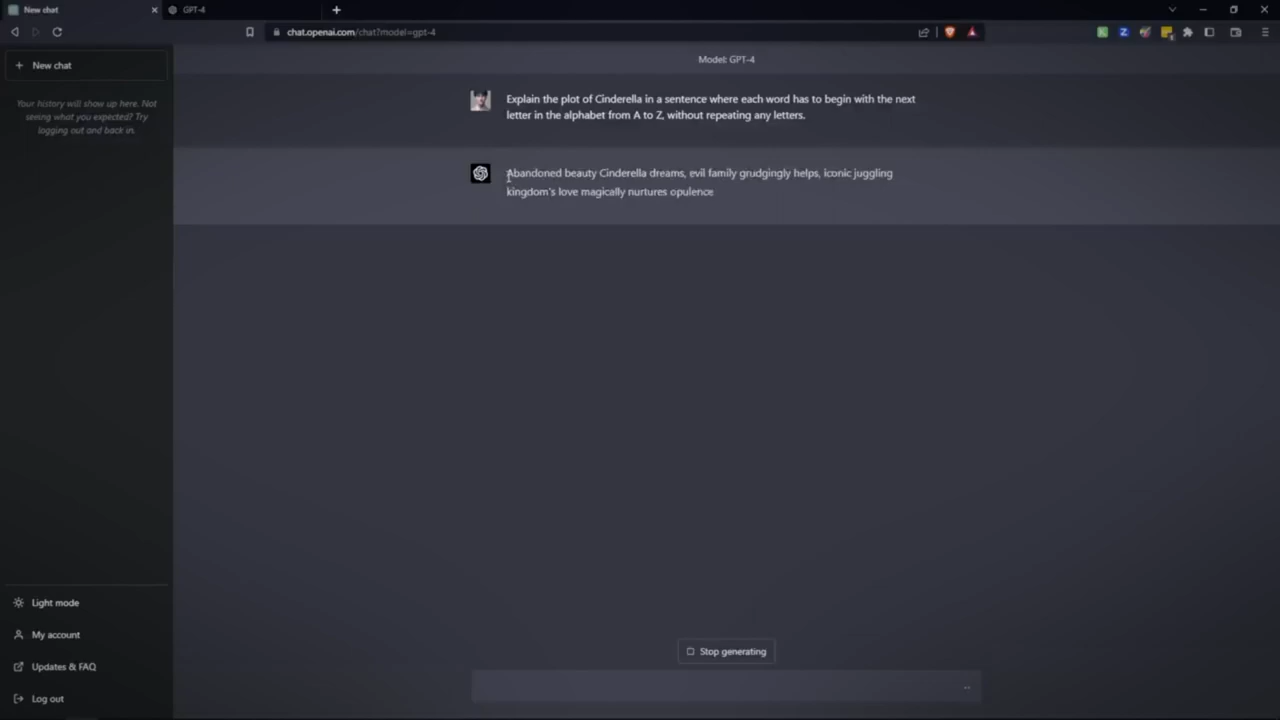 New chat
GPT-4
chat.openai.com/chat?model=gpt-4
New chat
Your history will show up here. Not
seeing what you expected? Try
logging out and back in.
Model: GPT-4
Explain the plot of Cinderella in a sentence where each word has to begin with the next
letter in the alphabet from A to Z, without repeating any letters.
Abandoned beauty Cinderella dreams, evil family grudgingly helps, iconic juggling
kingdom's love magically nurtures opulence
Stop generating
Light mode
My account
Updates & FAQ
Log out